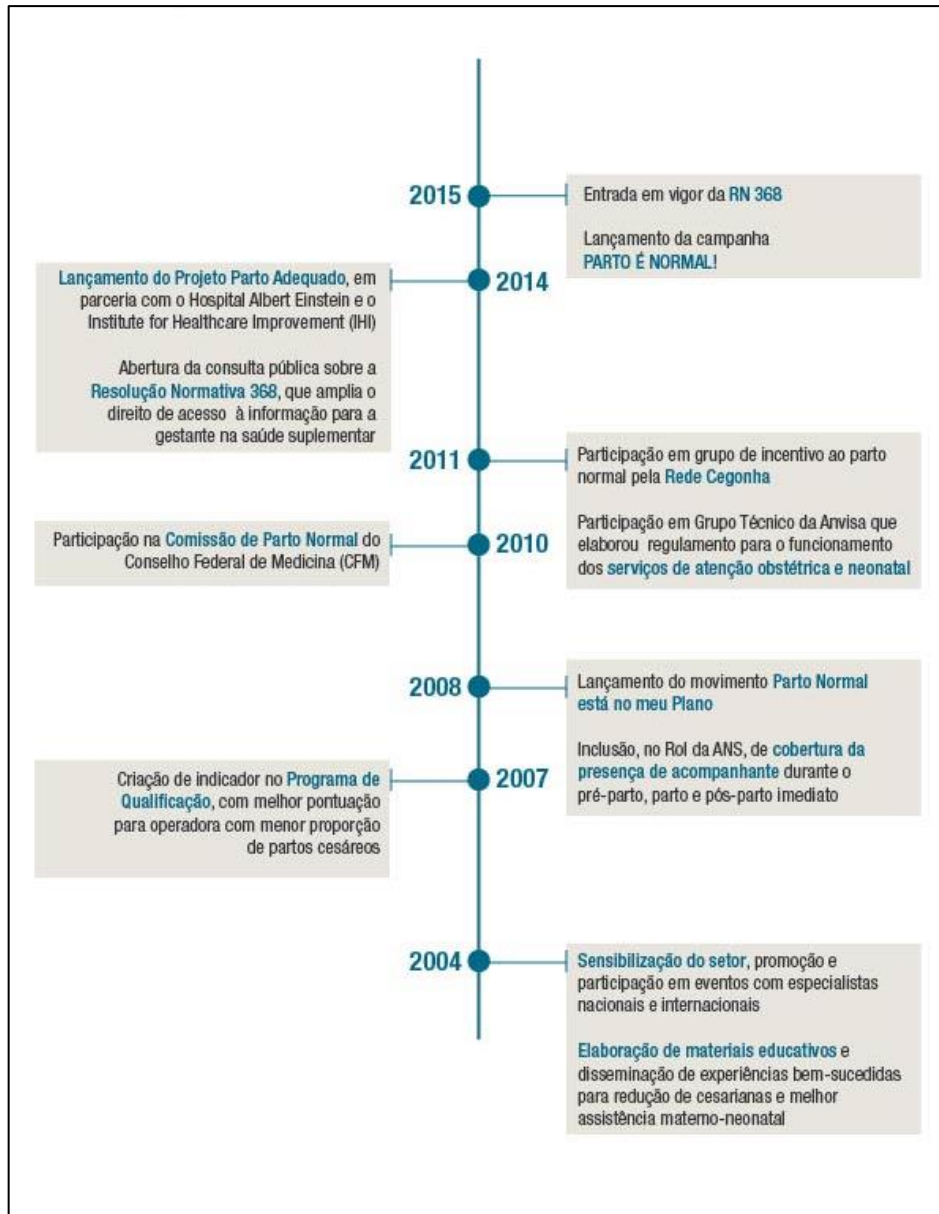 2015
Entrada em vigor da RN 368
Lançamento da campanha
PARTO É NORMAL!
2014
Lançamento do Projeto Parto Adequado, em
parceria com o Hospital Albert Einstein e o
Institute for Healthcare Improvement (IHI)
Abertura da consulta pública sobre a
Resolução Normativa 368, que amplia o
direito de acesso à informação para a
gestante na saúde suplementar
2011
Participação em grupo de incentivo ao parto
normal pela Rede Cegonha
Participação em Grupo Técnico da Anvisa que
elaborou regulamento para o funcionamento
dos serviços de atenção obstétrica e neonatal
2010
Participação na Comissão de Parto Normal do
Conselho Federal de Medicina (CFM)
2008
Lançamento do movimento Parto Normal
está no meu Plano
Inclusão, no Rol da ANS, de cobertura da
presença de acompanhante durante o
pré-parto, parto e pós-parto imediato
2007
Criação de indicador no Programa de
Qualificação, com melhor pontuação
para operadora com menor proporção
de partos cesáreos
2004
Sensibilização do setor, promoção e
participação em eventos com especialistas
nacionais e internacionais
Elaboração de materiais educativos e
disseminação de experiências bem-sucedidas
para redução de cesarianas e melhor
assistência materno-neonatal